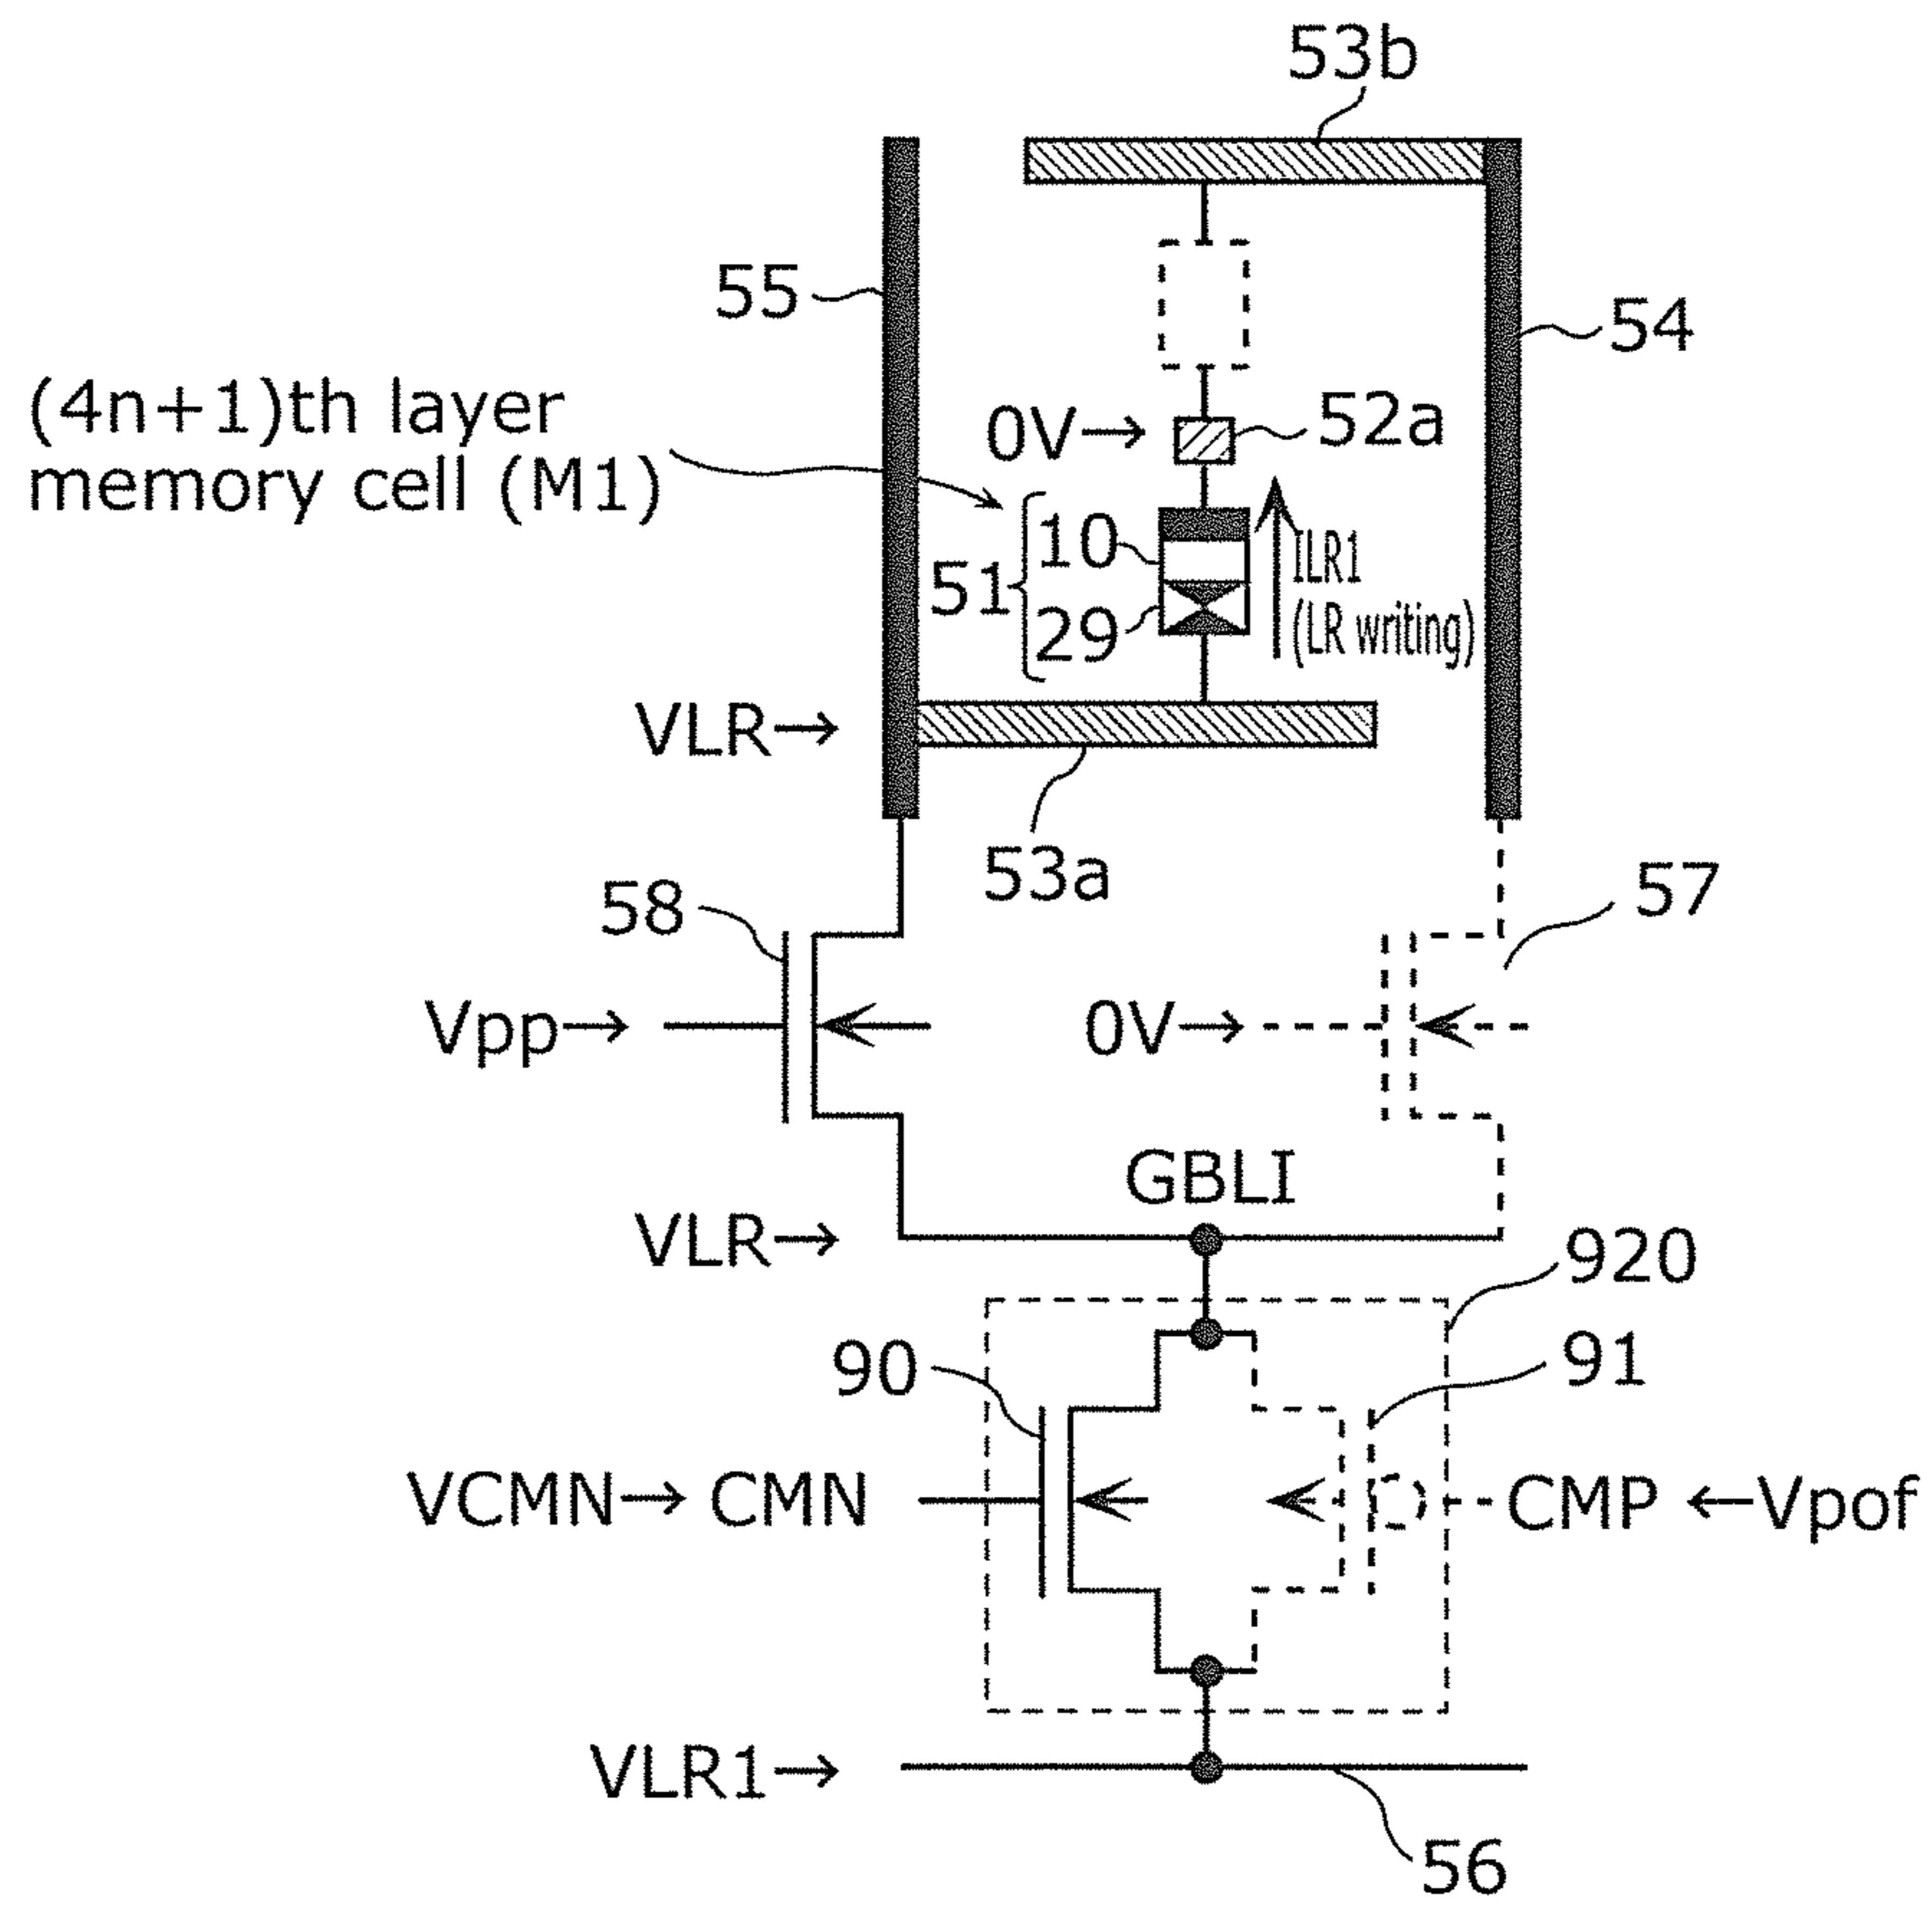 53b
55
54
(4n+1)th layer
memory cell (M1)
0V→
52a
51
10
29
ILR1
(LR writing)
VLR→
53a
58
57
Vpp→
0V→
GBLI
VLR→
920
90
91
VCMN→ CMN
CMP ←Vpof
VLR1→
56